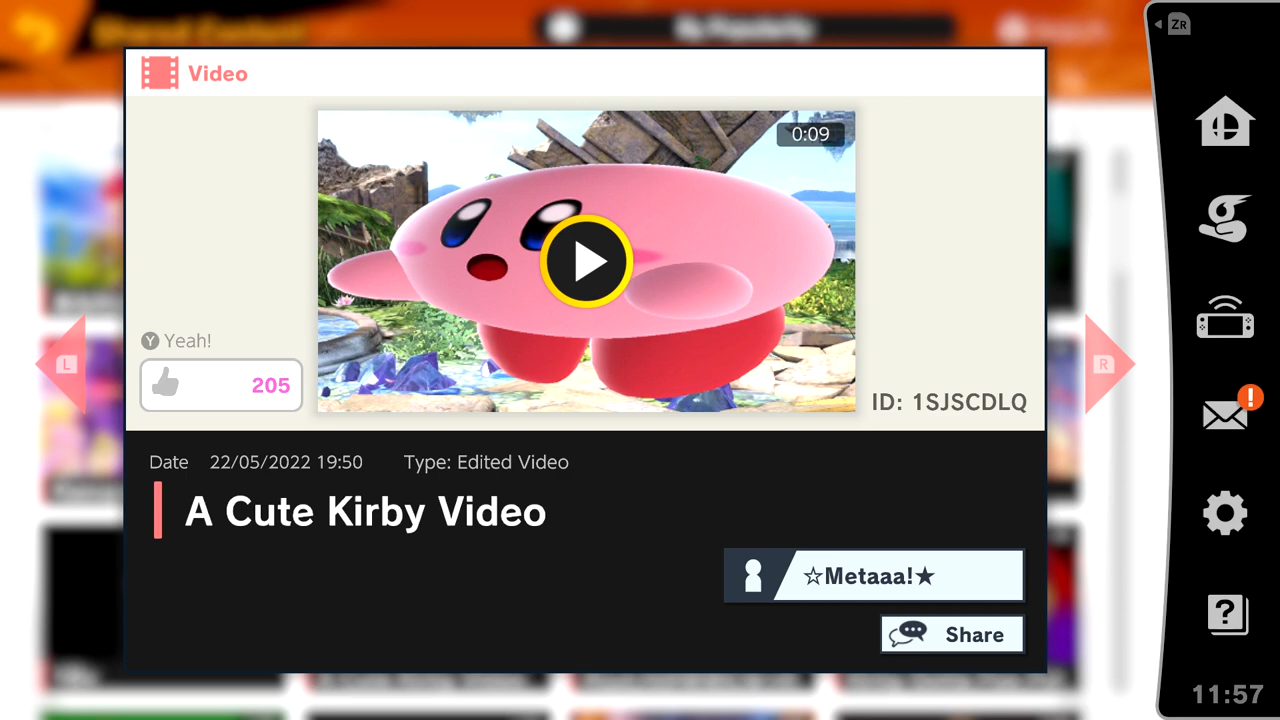 ZR
Video
0:09
Y Yeah!
205
L
R
ID: 1SJSCDLQ
Date 22/05/2022 19:50 Type: Edited Video
A Cute Kirby Video
☆Metaaa!★
Share
!
?
11:57